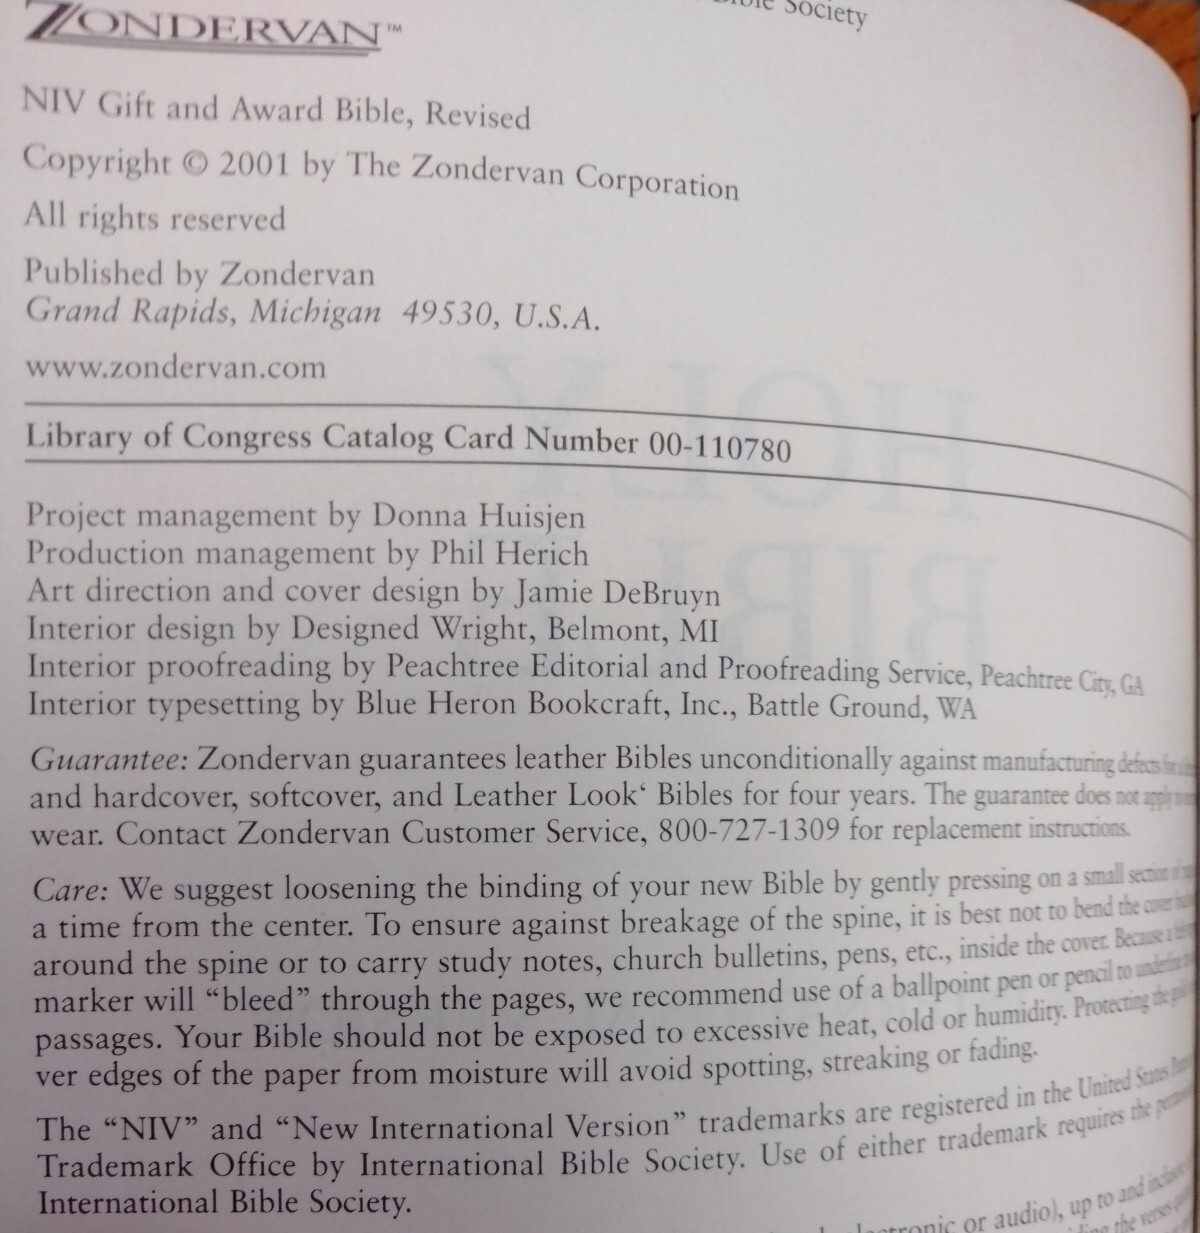 Bible Society
ZONDERVAN™
NIV Gift and Award Bible, Revised
Copyright © 2001 by The Zondervan Corporation
All rights reserved
Published by Zondervan
Grand Rapids, Michigan 49530, U.S.A.
www.zondervan.com
Library of Congress Catalog Card Number 00-110780
Project management by Donna Huisjen
Production management by Phil Herich
Art direction and cover design by Jamie DeBruyn
Interior design by Designed Wright, Belmont, MI
Interior proofreading by Peachtree Editorial and Proofreading Service, Peachtree City, GA
Interior typesetting by Blue Heron Bookcraft, Inc., Battle Ground, WA
Guarantee: Zondervan guarantees leather Bibles unconditionally against manufacturing defects
and hardcover, softcover, and Leather Look‘ Bibles for four years. The guarantee does not apply
wear. Contact Zondervan Customer Service, 800-727-1309 for replacement instructions.
Care: We suggest loosening the binding of your new Bible by gently pressing on a small section of
a time from the center. To ensure against breakage of the spine, it is best not to bend the cover
around the spine or to carry study notes, church bulletins, pens, etc., inside the cover. Because a
marker will “bleed” through the pages, we recommend use of a ballpoint pen or pencil to underline
passages. Your Bible should not be exposed to excessive heat, cold or humidity. Protecting the
ver edges of the paper from moisture will avoid spotting, streaking or fading.
The “NIV” and “New International Version” trademarks are registered in the United States
Trademark Office by International Bible Society. Use of either trademark requires the
International Bible Society.
or audio), up to and
the verses